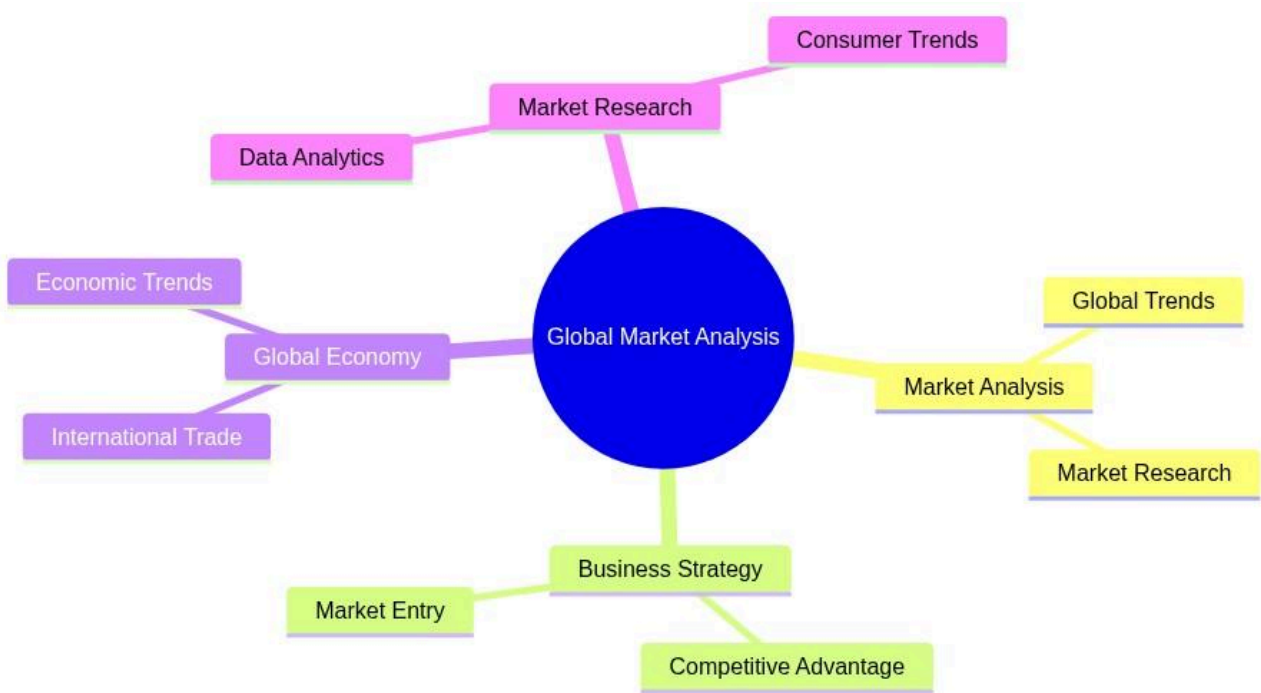 Consumer Trends
Market Research
Data Analytics
Economic Trends
Global Economy
International Trade
Global Market Analysis
Global Trends
Market Analysis
Market Research
Business Strategy
Market Entry
Competitive Advantage